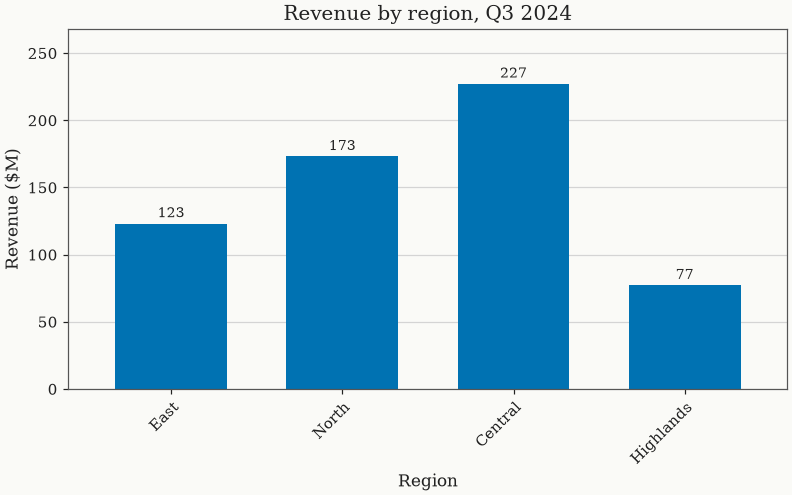 Revenue by region, Q3 2024
Revenue ($M)
250
200
150
100
50
0
123
173
227
77
East
North
Central
Highlands
Region